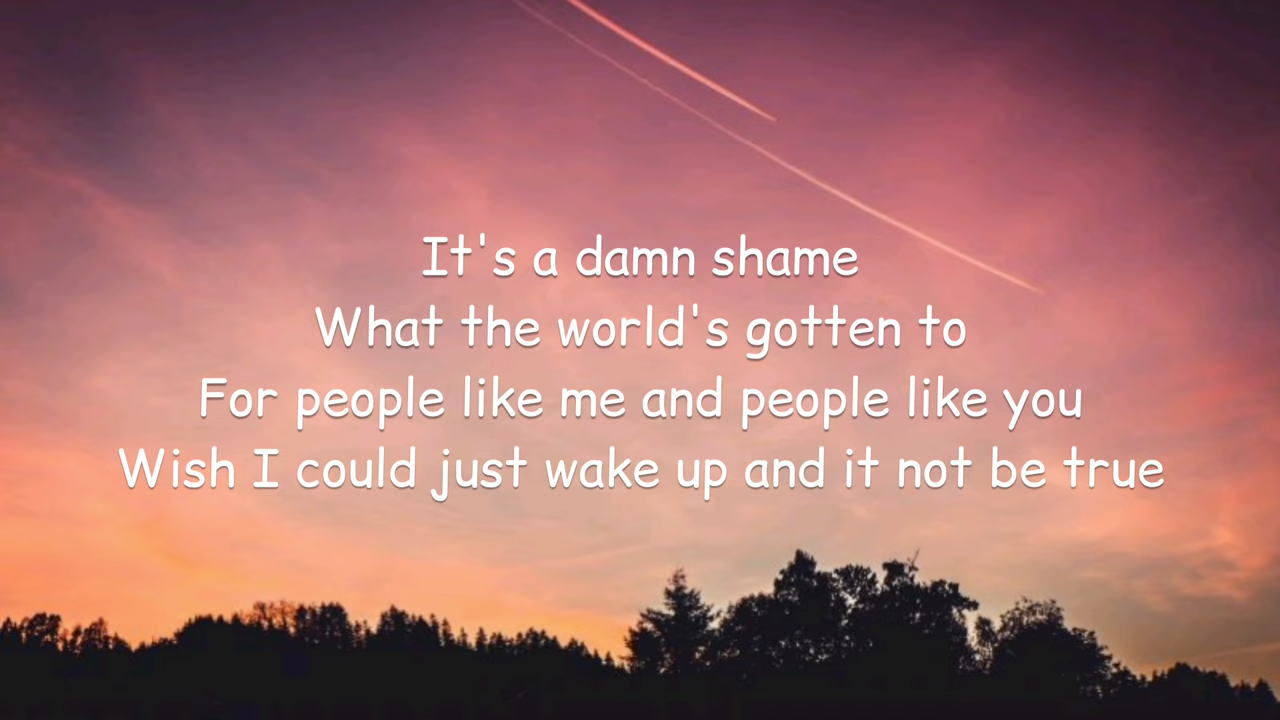 It's a damn shame
What the world's gotten to
For people like me and people like you
Wish I could just wake up and it not be true